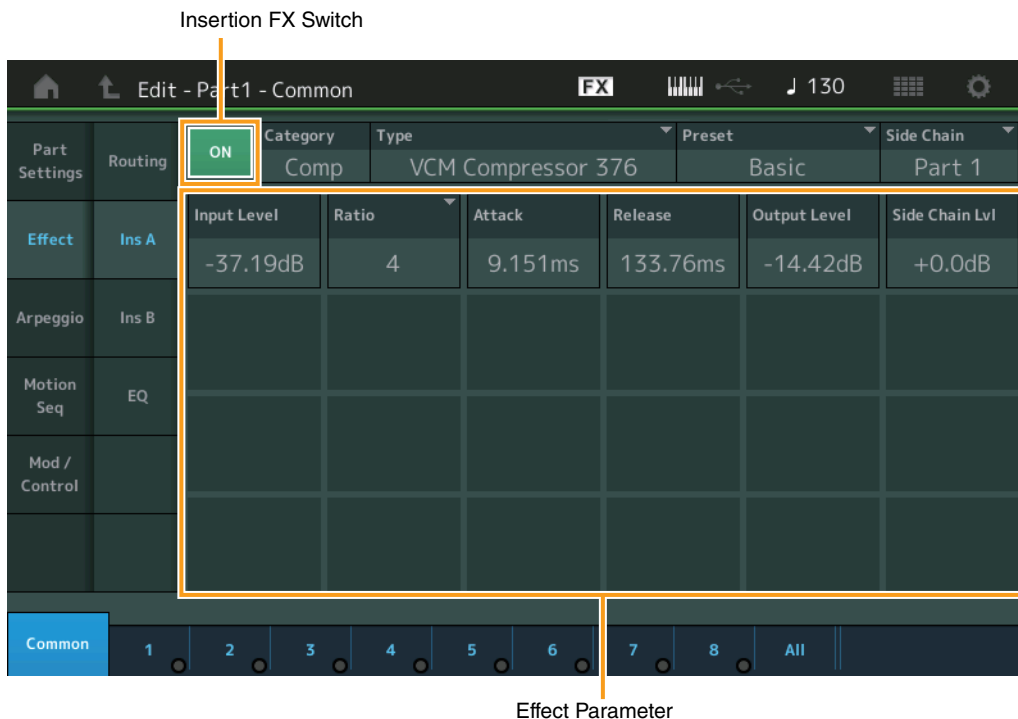 Insertion FX Switch
Edit - Part1 - Common
FX
♩ 130
Part Settings
Routing
ON
Category
Comp
Type
VCM Compressor 376
Preset
Basic
Side Chain
Part 1
Effect
Ins A
Input Level
-37.19dB
Ratio
4
Attack
9.151ms
Release
133.76ms
Output Level
-14.42dB
Side Chain Lvl
+0.0dB
Arpeggio
Ins B
Motion Seq
EQ
Mod / Control
Common
1
2
3
4
5
6
7
8
All
Effect Parameter